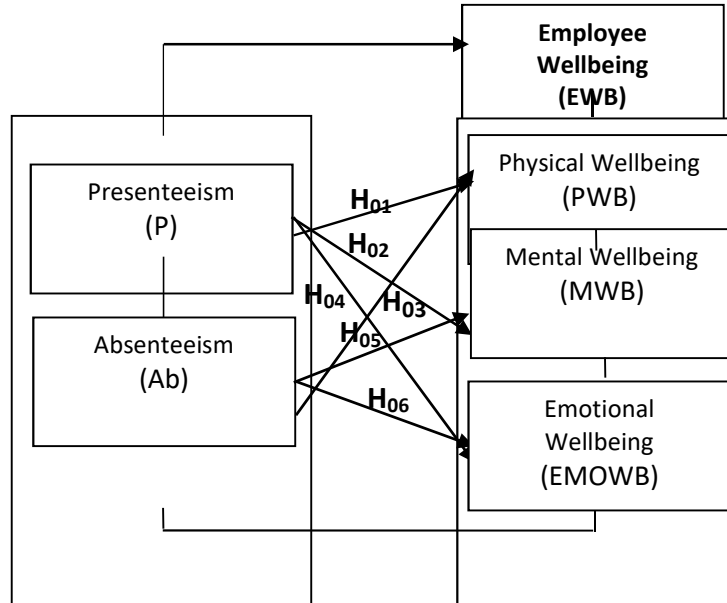 Employee
Wellbeing
(EWB)
Presenteeism
(P)
Absenteeism
(Ab)
H01
H02
H04
H03
H05
H06
Physical Wellbeing
(PWB)
Mental Wellbeing
(MWB)
Emotional
Wellbeing
(EMOWB)